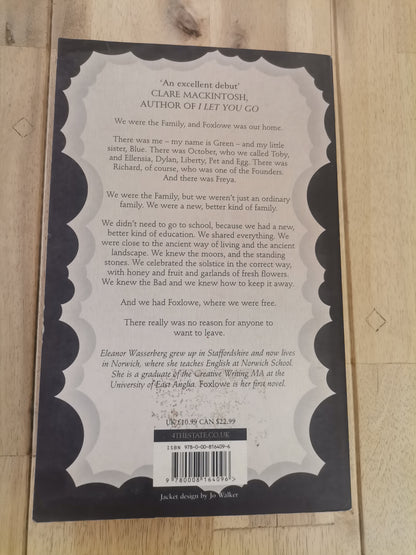 ‘An excellent debut’
CLARE MACKINTOSH,
AUTHOR OF I LET YOU GO
We were the Family, and Foxlowe was our home.
There was me – my name is Green – and my little
sister, Blue. There was October, who we called Toby,
and Ellensia, Dylan, Liberty, Pet and Egg. There was
Richard, of course, who was one of the Founders.
And there was Freya.
We were the Family, but we weren’t just an ordinary
family. We were a new, better kind of family.
We didn’t need to go to school, because we had a new,
better kind of education. We shared everything. We
were close to the ancient way of living and the ancient
landscape. We knew the moors, and the standing
stones. We celebrated the solstice in the correct way,
with honey and fruit and garlands of fresh flowers.
We knew the Bad and we knew how to keep it away.
And we had Foxlowe, where we were free.
There really was no reason for anyone to
want to leave.
Eleanor Wasserberg grew up in Staffordshire and now lives
in Norwich, where she teaches English at Norwich School.
She is a graduate of the Creative Writing MA at the
University of East Anglia. Foxlowe is her first novel.
UK £10.99 CAN $22.99
4THESTATE.CO.UK
ISBN 978-0-00-816409-6
9 780008 164096 >
Jacket design by Jo Walker